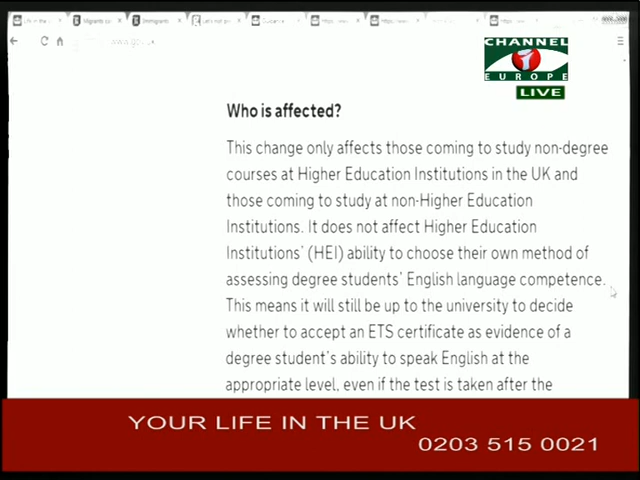 www.gov.uk
CHANNEL
i
EUROPE
LIVE
Who is affected?
This change only affects those coming to study non-degree
courses at Higher Education Institutions in the UK and
those coming to study at non-Higher Education
Institutions. It does not affect Higher Education
Institutions' (HEI) ability to choose their own method of
assessing degree students' English language competence.
This means it will still be up to the university to decide
whether to accept an ETS certificate as evidence of a
degree student's ability to speak English at the
appropriate level, even if the test is taken after the
YOUR LIFE IN THE UK
0203 515 0021